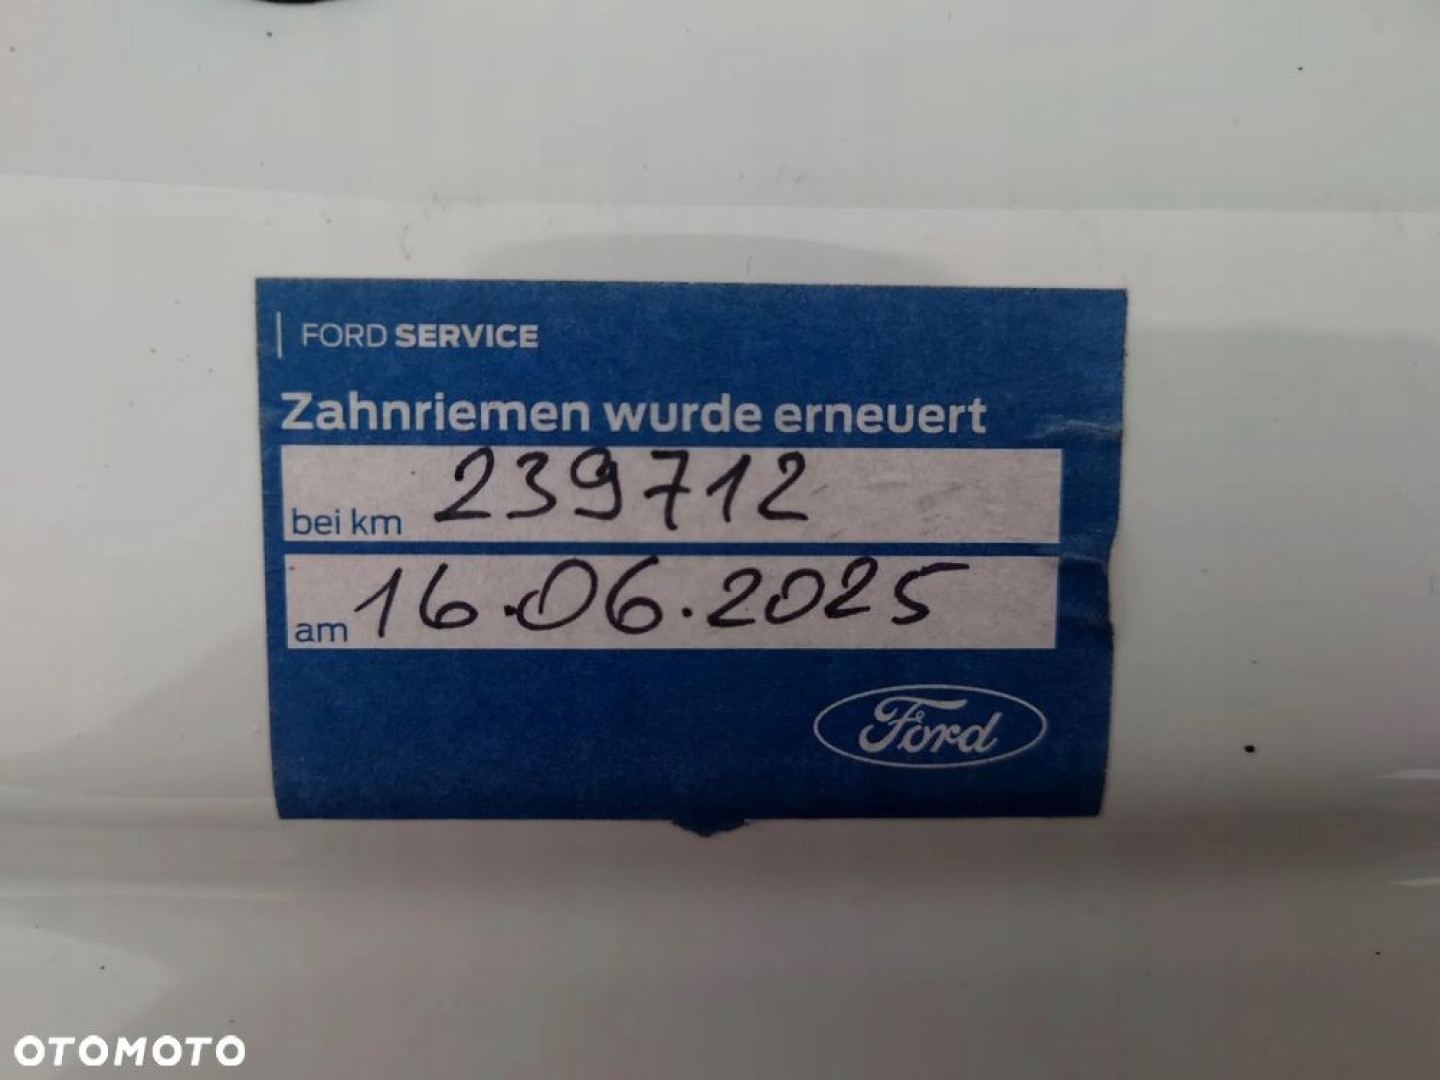 FORD SERVICE
Zahnriemen wurde erneuert
bei km 239712
am 16.06.2025
Ford
OTOMOTO